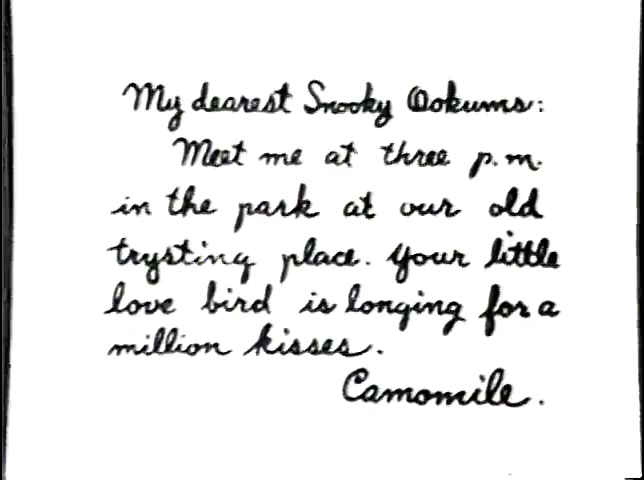 My dearest Snooky Ookums:
Meet me at three p.m.
in the park at our old
trysting place. Your little
love bird is longing for a
million kisses.
Camomile.